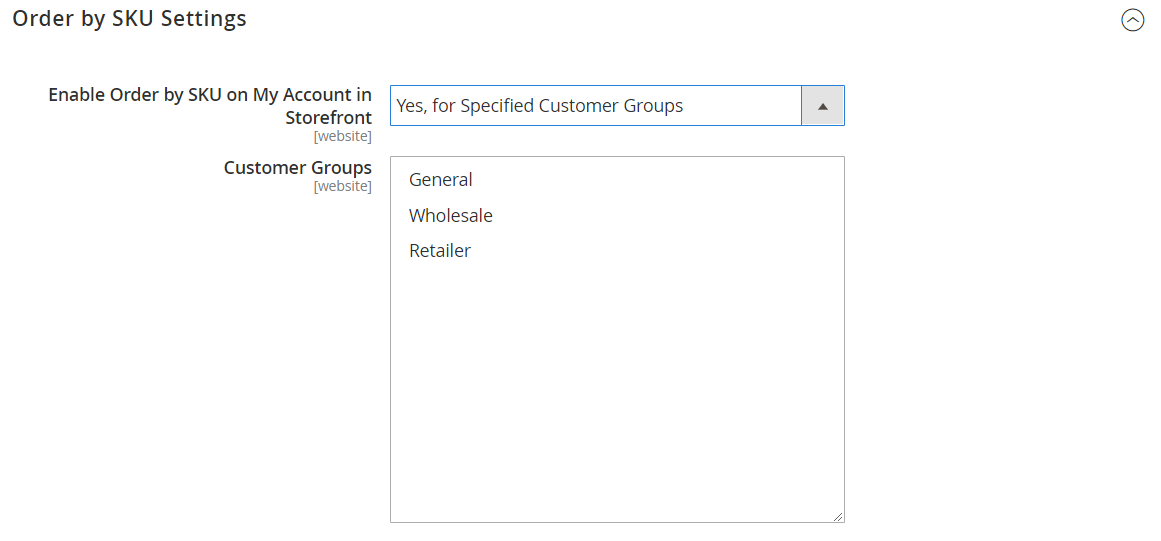 Order by SKU Settings
Enable Order by SKU on My Account in
Storefront
[website]
Yes, for Specified Customer Groups
Customer Groups
[website]
General
Wholesale
Retailer